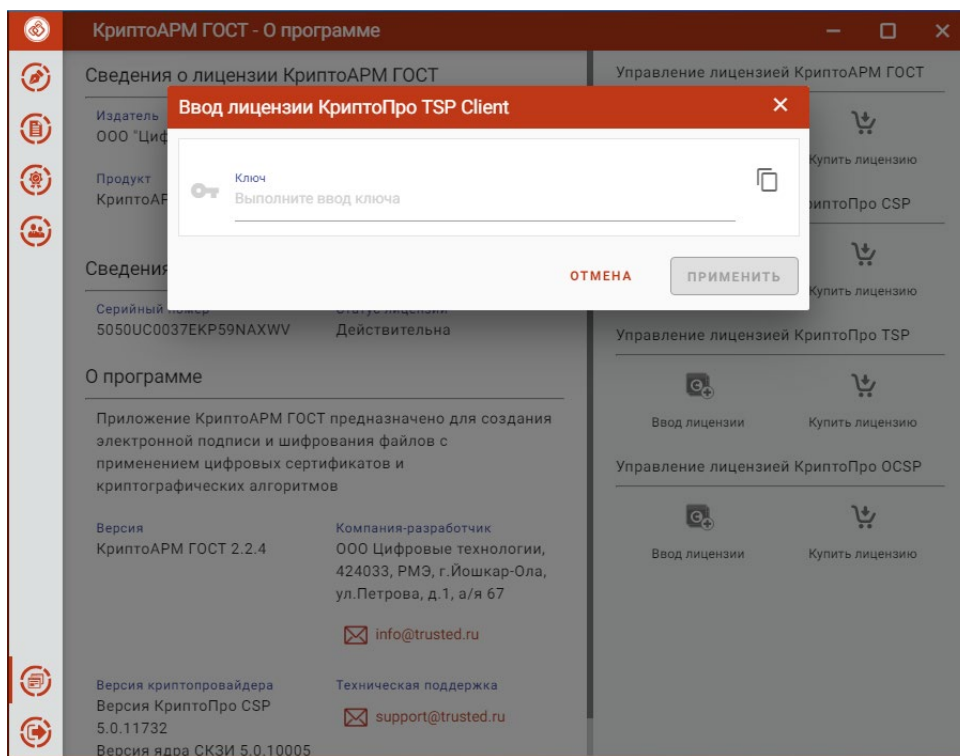 КриптоАРМ ГОСТ - О программе
Сведения о лицензии КриптоАРМ ГОСТ
Издатель
ООО "Циф
Продукт
КриптоАР
Сведения
Серийный номер
5050UC0037EKP59NAXWV
Статус лицензии
Действительна
О программе
Приложение КриптоАРМ ГОСТ предназначено для создания
электронной подписи и шифрования файлов с
применением цифровых сертификатов и
криптографических алгоритмов
Версия
КриптоАРМ ГОСТ 2.2.4
Компания-разработчик
ООО Цифровые технологии,
424033, РМЭ, г.Йошкар-Ола,
ул.Петрова, д.1, а/я 67
info@trusted.ru
Версия криптопровайдера
Версия КриптоПро CSP
5.0.11732
Версия ядра СКЗИ 5.0.10005
Техническая поддержка
support@trusted.ru
Ввод лицензии КриптоПро TSP Client
Ключ
Выполните ввод ключа
ОТМЕНА
ПРИМЕНИТЬ
Управление лицензией КриптоАРМ ГОСТ
Купить лицензию
риптоПро CSP
Купить лицензию
Управление лицензией КриптоПро TSP
Ввод лицензии
Купить лицензию
Управление лицензией КриптоПро OCSP
Ввод лицензии
Купить лицензию